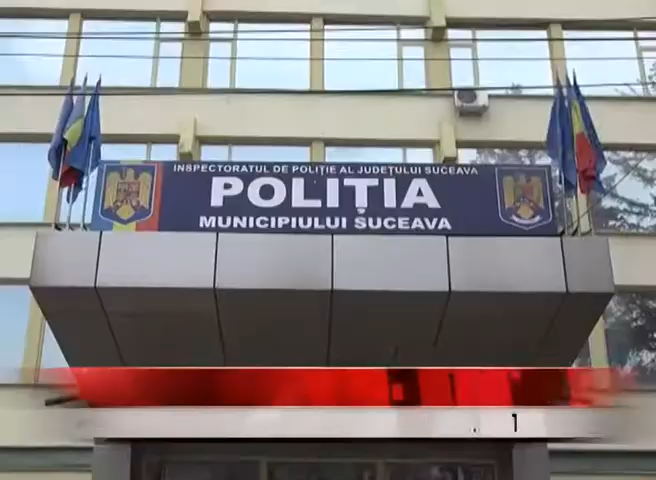 INSPECTORATUL DE POLIȚIE AL JUDEȚULUI SUCEAVA
POLIȚIA
MUNICIPIULUI SUCEAVA
1